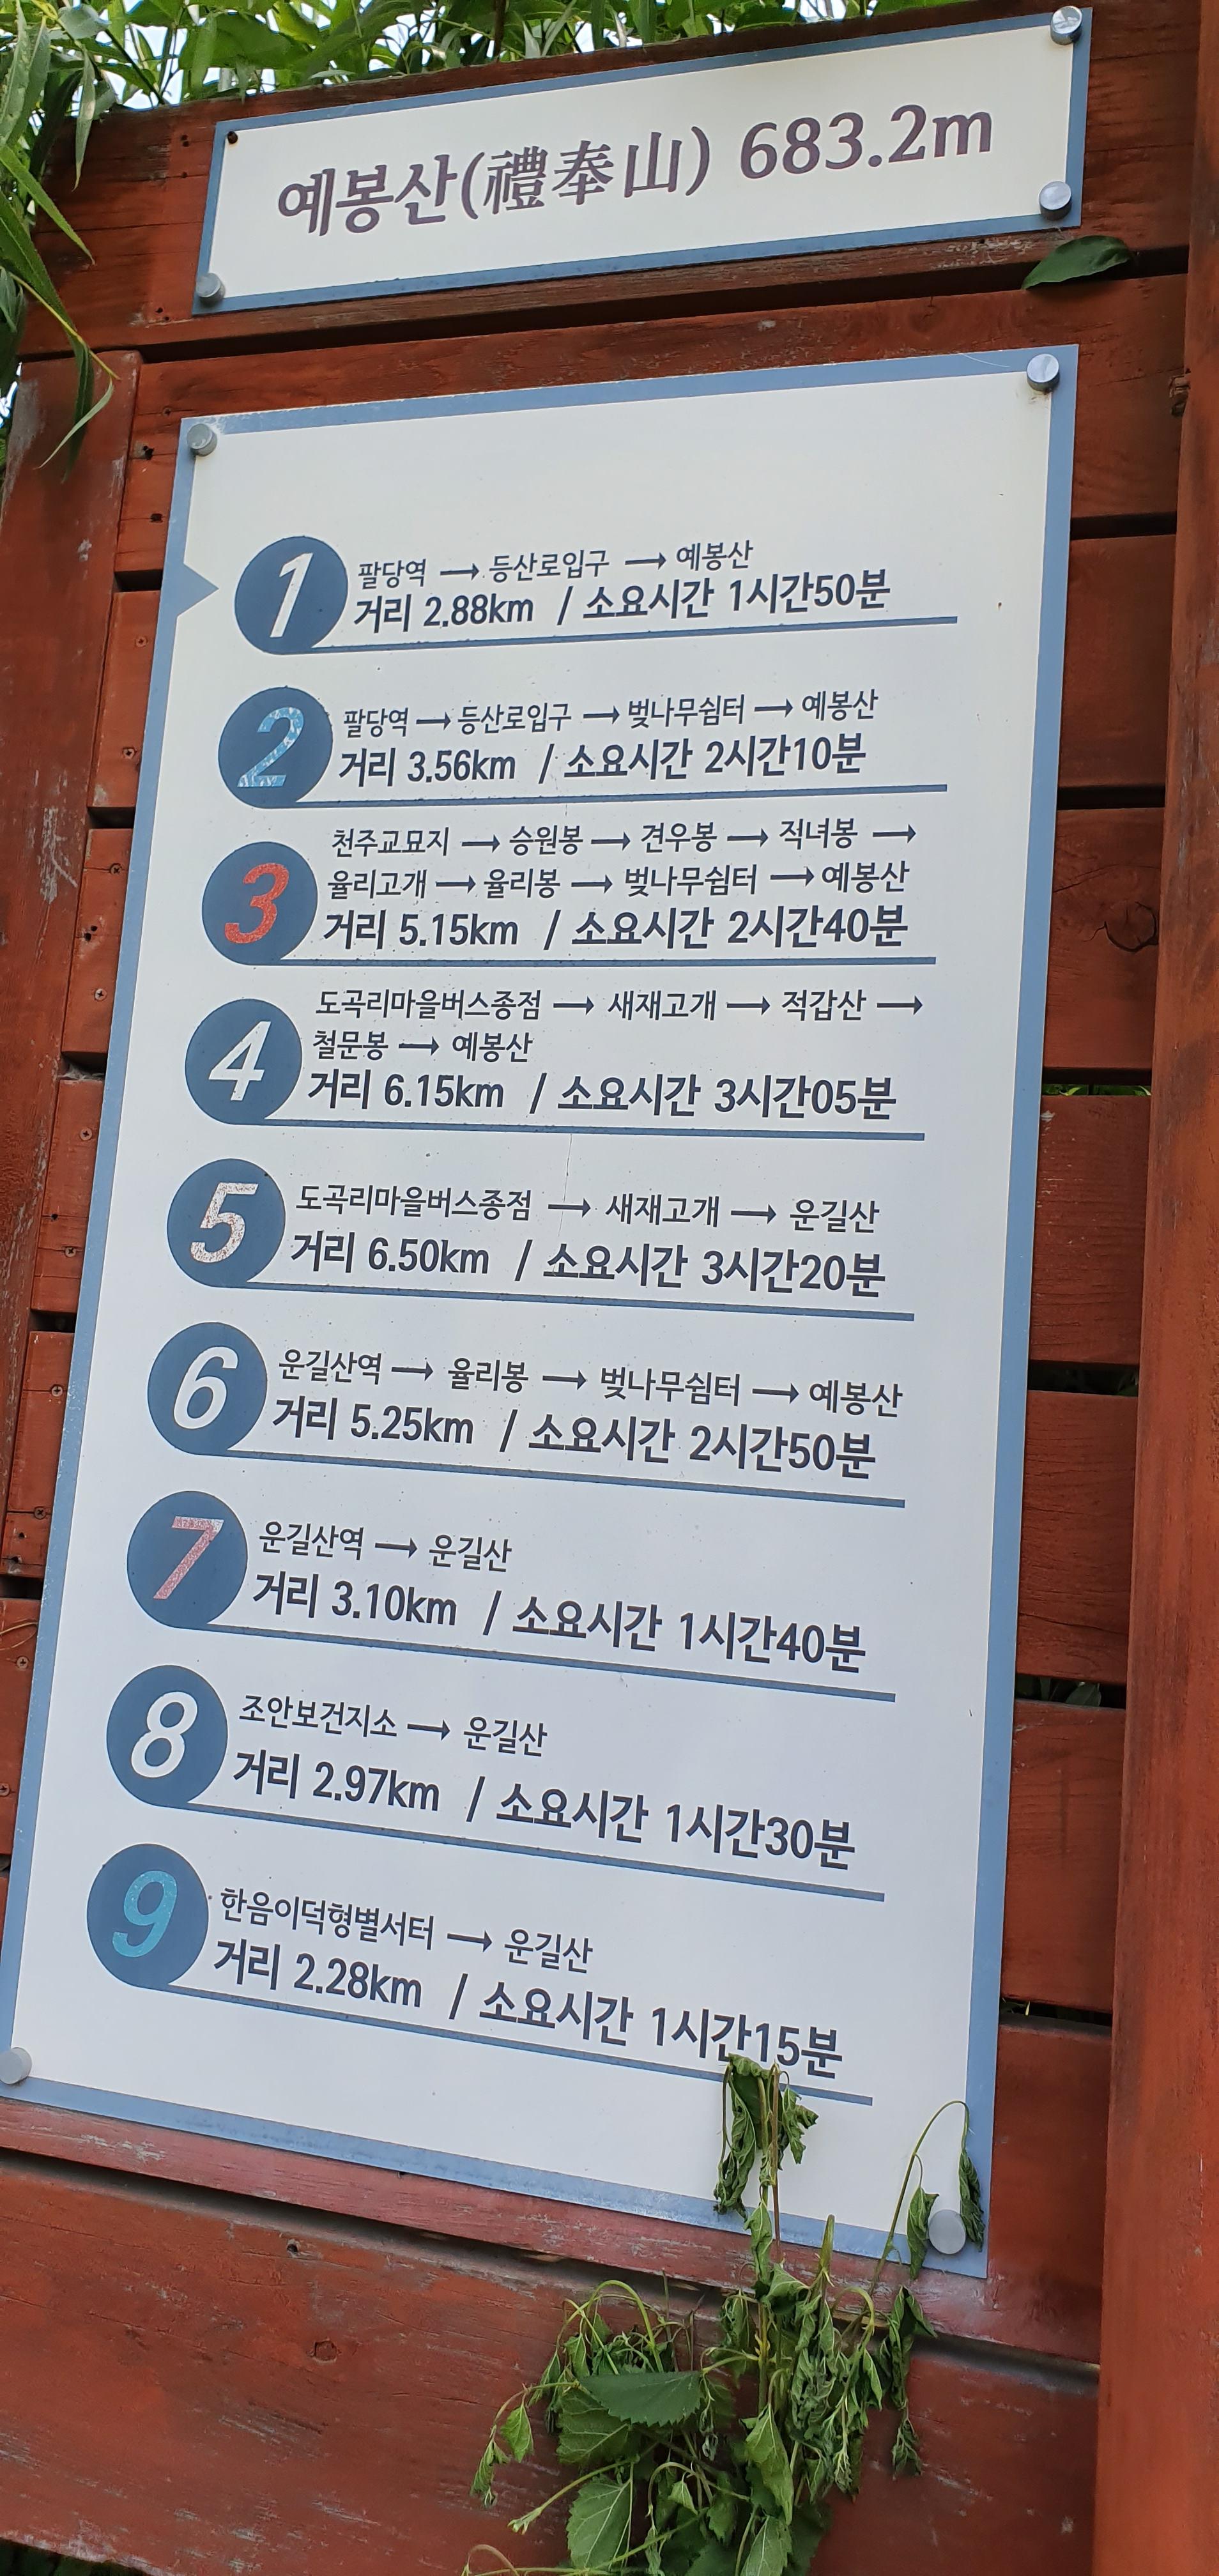 예봉산(禮奉山) 683.2m
1 팔당역 → 등산로입구 → 예봉산
거리 2.88km / 소요시간 1시간50분
2 팔당역 → 등산로입구 → 벚나무쉼터 → 예봉산
거리 3.56km / 소요시간 2시간10분
3 천주교묘지 → 승원봉 → 견우봉 → 적녀봉 →
율리고개 → 율리봉 → 벚나무쉼터 → 예봉산
거리 5.15km / 소요시간 2시간40분
4 도곡리마을버스종점 → 새재고개 → 적갑산 →
철문봉 → 예봉산
거리 6.15km / 소요시간 3시간05분
5 도곡리마을버스종점 → 새재고개 → 운길산
거리 6.50km / 소요시간 3시간20분
6 운길산역 → 율리봉 → 벚나무쉼터 → 예봉산
거리 5.25km / 소요시간 2시간50분
7 운길산역 → 운길산
거리 3.10km / 소요시간 1시간40분
8 조안보건지소 → 운길산
거리 2.97km / 소요시간 1시간30분
9 한음이덕형별서터 → 운길산
거리 2.28km / 소요시간 1시간15분